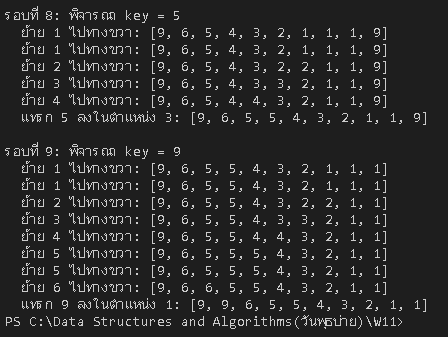 รอบที่ 8: พิจารณา key = 5
  ย้าย 1 ไปทางขวา: [9, 6, 5, 4, 3, 2, 1, 1, 1, 9]
  ย้าย 1 ไปทางขวา: [9, 6, 5, 4, 3, 2, 2, 1, 1, 9]
  ย้าย 2 ไปทางขวา: [9, 6, 5, 4, 3, 2, 2, 1, 1, 9]
  ย้าย 3 ไปทางขวา: [9, 6, 5, 4, 3, 3, 2, 1, 1, 9]
  ย้าย 4 ไปทางขวา: [9, 6, 5, 4, 4, 3, 2, 1, 1, 9]
  แทรก 5 ลงในตำแหน่ง 3: [9, 6, 5, 5, 4, 3, 2, 1, 1, 9]

รอบที่ 9: พิจารณา key = 9
  ย้าย 1 ไปทางขวา: [9, 6, 5, 5, 4, 3, 2, 1, 1, 1]
  ย้าย 1 ไปทางขวา: [9, 6, 5, 5, 4, 3, 2, 1, 1, 1]
  ย้าย 2 ไปทางขวา: [9, 6, 5, 5, 4, 3, 2, 2, 1, 1]
  ย้าย 3 ไปทางขวา: [9, 6, 5, 5, 4, 3, 3, 2, 1, 1]
  ย้าย 4 ไปทางขวา: [9, 6, 5, 5, 4, 4, 3, 2, 1, 1]
  ย้าย 5 ไปทางขวา: [9, 6, 5, 5, 5, 4, 3, 2, 1, 1]
  ย้าย 5 ไปทางขวา: [9, 6, 5, 5, 5, 4, 3, 2, 1, 1]
  ย้าย 6 ไปทางขวา: [9, 6, 6, 5, 5, 4, 3, 2, 1, 1]
  แทรก 9 ลงในตำแหน่ง 1: [9, 9, 6, 5, 5, 4, 3, 2, 1, 1]
PS C:\Data Structures and Algorithms(วันพุธบ่าย)\W11>